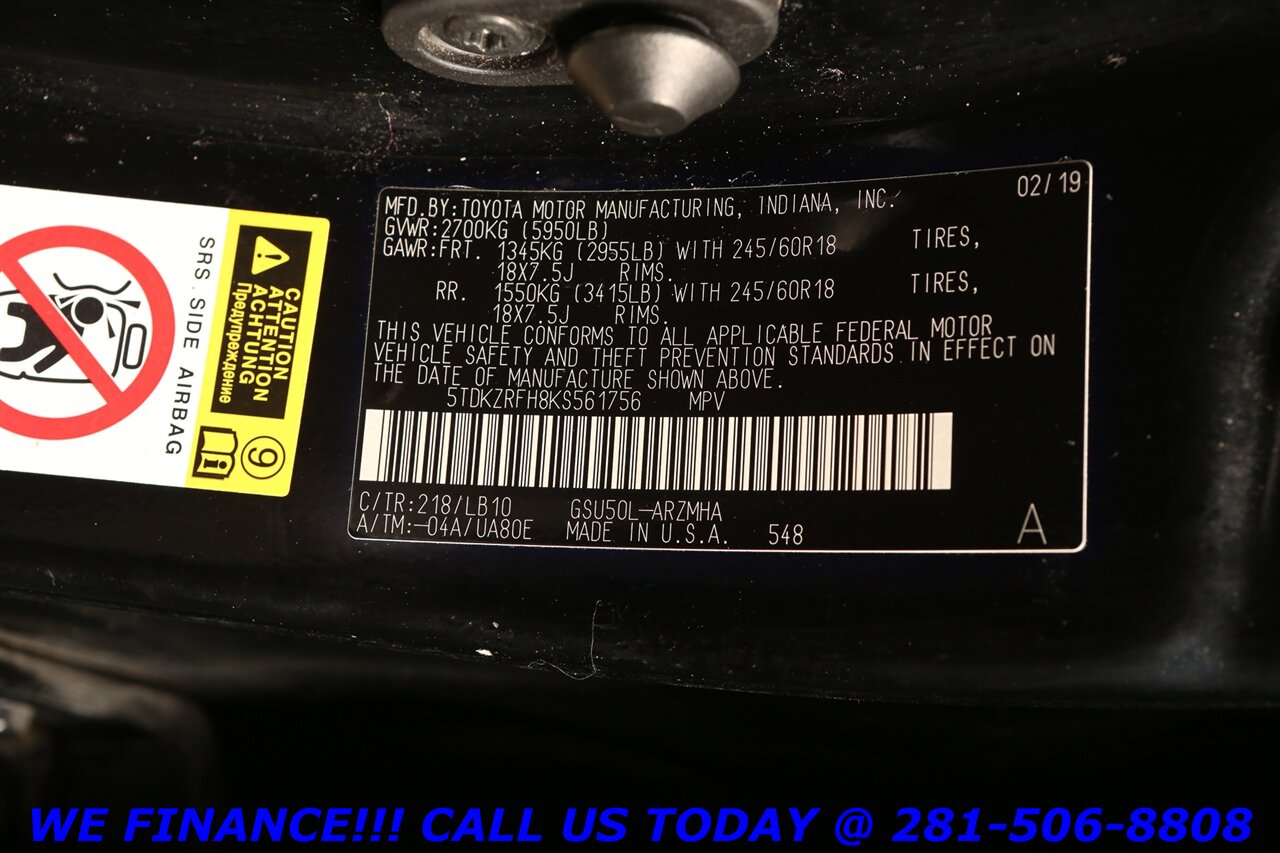 SRS SIDE AIRBAG
CAUTION
ATTENTION
ACHTUNG
Предупреждение
9
02/19
MFD.BY:TOYOTA MOTOR MANUFACTURING, INDIANA, INC.
GVWR:2700KG (5950LB)
GAWR:FRT. 1345KG (2955LB) WITH 245/60R18 TIRES,
18X7.5J RIMS.
RR. 1550KG (3415LB) WITH 245/60R18 TIRES,
18X7.5J RIMS.
THIS VEHICLE CONFORMS TO ALL APPLICABLE FEDERAL MOTOR
VEHICLE SAFETY AND THEFT PREVENTION STANDARDS IN EFFECT ON
THE DATE OF MANUFACTURE SHOWN ABOVE.
5TDKZRFH8KS561756 MPV
C/TR:218/LB10 GSU50L-ARZMHA
A/TM:-04A/UA80E MADE IN U.S.A. 548
A
WE FINANCE!!! CALL US TODAY @ 281-506-8808